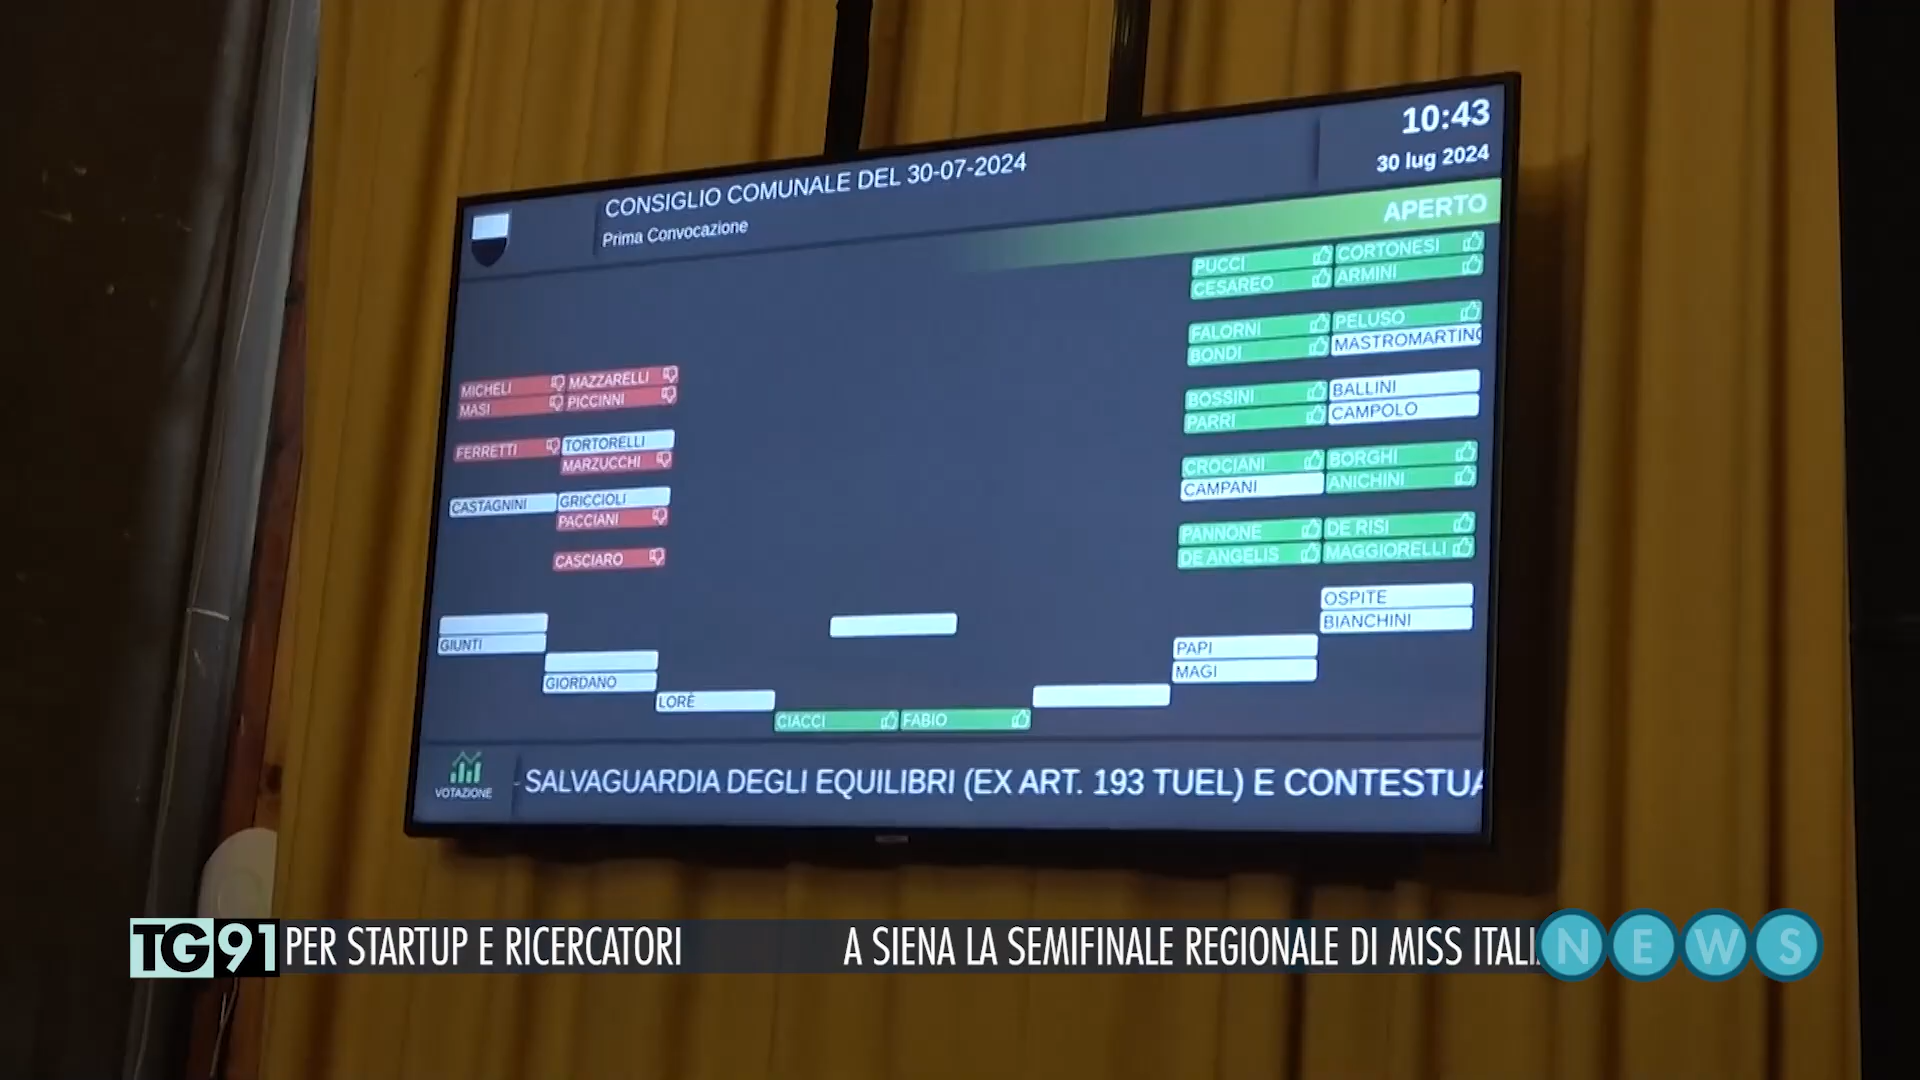 10:43
30 lug 2024
CONSIGLIO COMUNALE DEL 30-07-2024
Prima Convocazione
APERTO
PUCCI CORTONESI
CESAREO ARMINI
FALORNI PELUSO
BONDI MASTROMARTINO
MICHELI MAZZARELLI
MASI PICCINNI
BOSSINI BALLINI
PARRI CAMPOLO
FERRETTI TORTORELLI
MARZUCCHI
CROCIANI BORGHI
CAMPANI ANICHINI
CASTAGNINI GRICCIOLI
PACCIANI
PANNONE DE RISI
DE ANGELIS MAGGIORELLI
CASCIARO
OSPITE
BIANCHINI
GIUNTI
PAPI
MAGI
GIORDANO
LORÈ
CIACCI FABIO
VOTAZIONE
- SALVAGUARDIA DEGLI EQUILIBRI (EX ART. 193 TUEL) E CONTESTUA
TG91 PER STARTUP E RICERCATORI A SIENA LA SEMIFINALE REGIONALE DI MISS ITALI NEWS